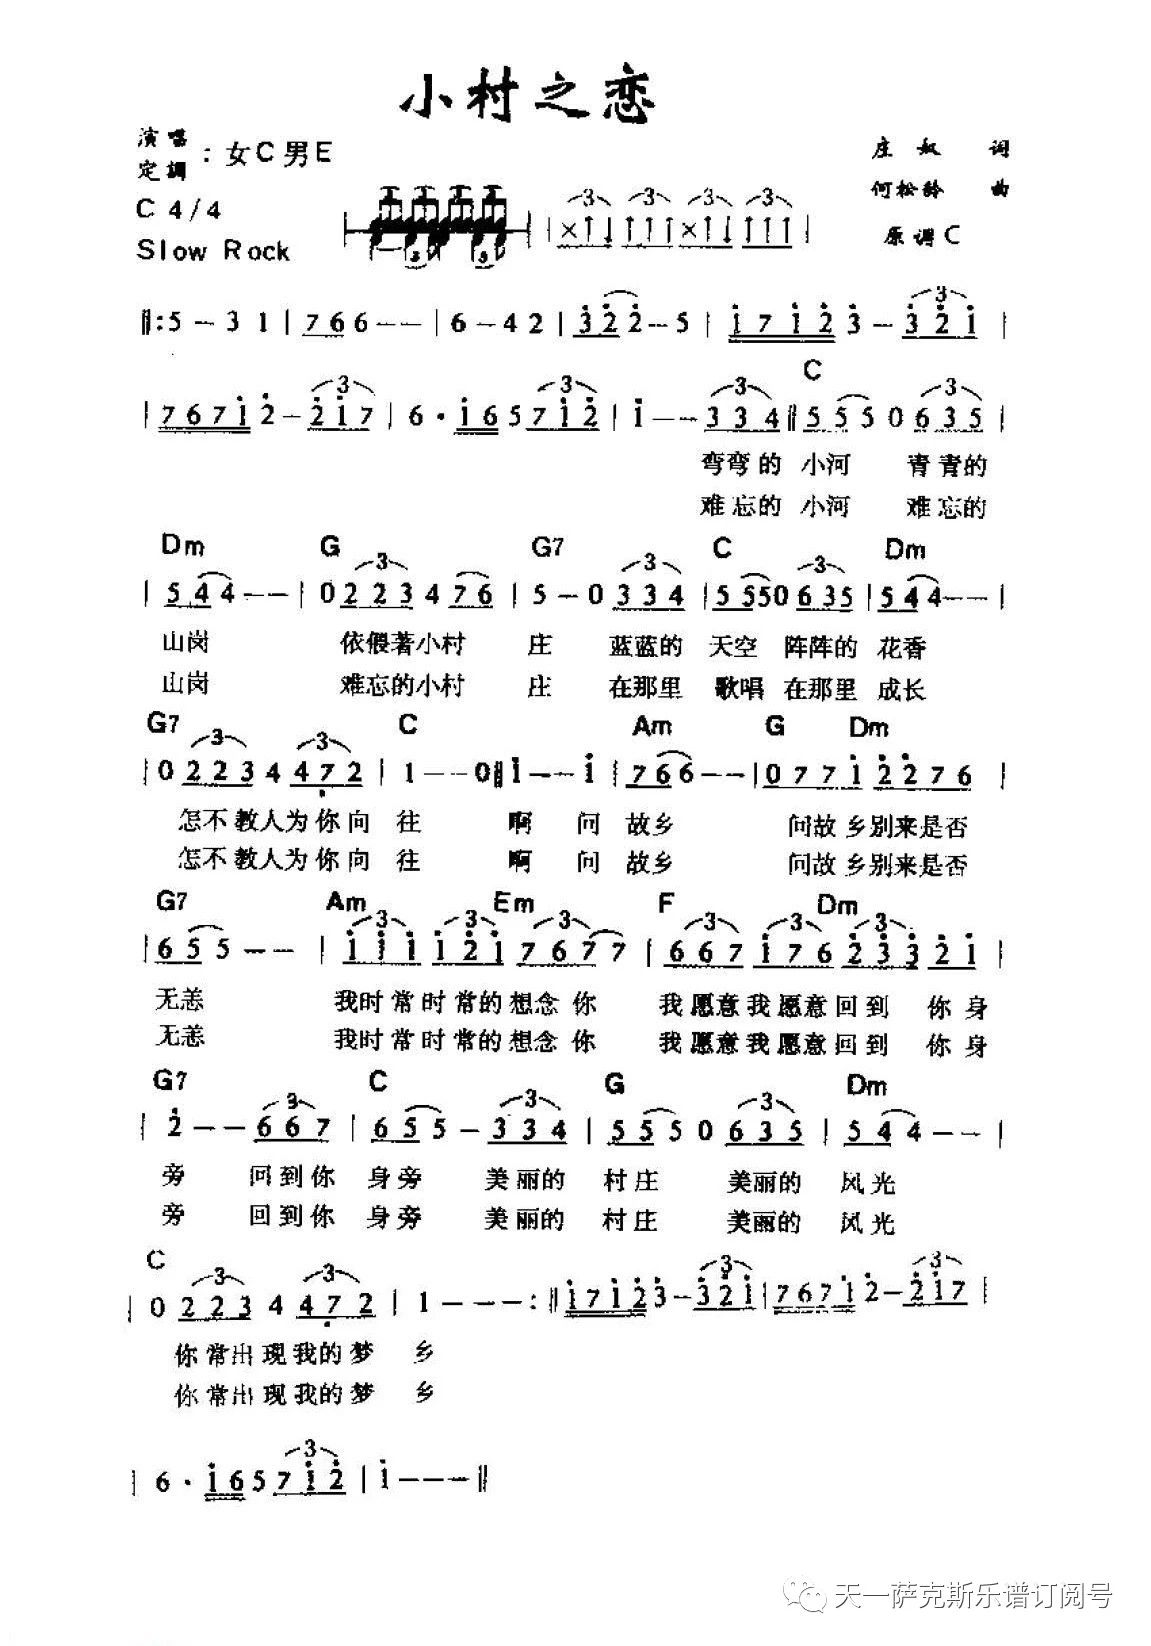 小村之恋
演唱
定調 : 女C 男E
庄奴 词
何松龄 曲
C 4/4
Slow Rock
原调C
‖: 5 – 3 1 | 7 6 6 – – | 6 – 4 2 | 3̇ 2̇ 2̇ – 5 | 1̇ 7 1̇ 2̇ 3̇ – 3̇ 2̇ 1̇ |
C
| 7 6 7 1̇ 2̇ – 2̇ 1̇ 7 | 6 · 1̇ 6 5 7 1̇ 2̇ | 1̇ – – 3 3 4 ‖ 5 5 5 0 6 3 5 |
弯弯的 小河 青青的
难忘的 小河 难忘的
Dm G G7 C Dm
| 5 4 4 – – | 0 2 2 3 4 7 6 | 5 – 0 3 3 4 | 5 5 5 0 6 3 5 | 5 4 4 – – |
山岗 依偎著小村 庄 蓝蓝的 天空 阵阵的 花香
山岗 难忘的小村 庄 在那里 歌唱 在那里 成长
G7 C Am G Dm
| 0 2 2 3 4 4 7̣ 2 | 1 – – 0 ‖ 1̇ – – 1̇ | 7 6 6 – – | 0 7 7 1̇ 2̇ 2̇ 7 6 |
怎不教人为你向 往 啊 问 故乡 问故乡别来是否
怎不教人为你向 往 啊 问 故乡 问故乡别来是否
G7 Am Em F Dm
| 6 5 5 – – | 1̇ 1̇ 1̇ 1̇ 2̇ 1̇ 7 6 7 7 | 6 6 7 1̇ 7 6 2̇ 3̇ 3̇ 2̇ 1̇ |
无恙 我时常时常的想念你 我愿意我愿意回到 你身
无恙 我时常时常的想念你 我愿意我愿意回到 你身
G7 C G Dm
| 2̇ – – 6 6 7 | 6 5 5 – 3 3 4 | 5 5 5 0 6 3 5 | 5 4 4 – – |
旁 回到你 身旁 美丽的 村庄 美丽的 风光
旁 回到你 身旁 美丽的 村庄 美丽的 风光
C
| 0 2 2 3 4 4 7̣ 2 | 1 – – – :‖ 1̇ 7 1̇ 2̇ 3̇ – 3̇ 2̇ 1̇ | 7 6 7 1̇ 2̇ – 2̇ 1̇ 7 |
你常出现我的梦 乡
你常出现我的梦 乡
| 6 · 1̇ 6 5 7 1̇ 2̇ | 1̇ – – – ‖
天一萨克斯乐谱订阅号